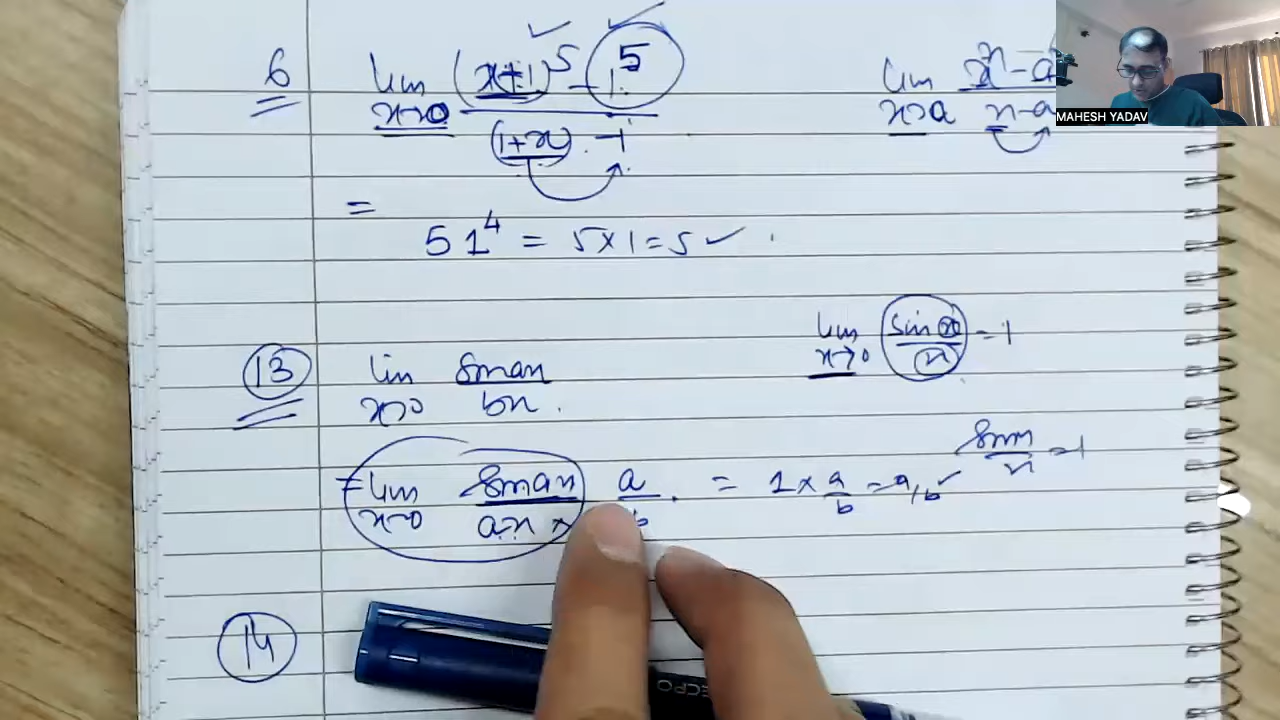 6 lim x→0 (x+1)^5 - 1^5 / (1+x) - 1
lim x→a x^n - a / x - a
MAHESH YADAV
=
5 1^4 = 5×1 = 5 ✓
lim x→0 sin x / x = 1
13 lim x→0 sin ax / bx .
= lim x→0 sin ax / ax × a / b . = 1 × a/b = a/b ✓
sin x / x = 1
14